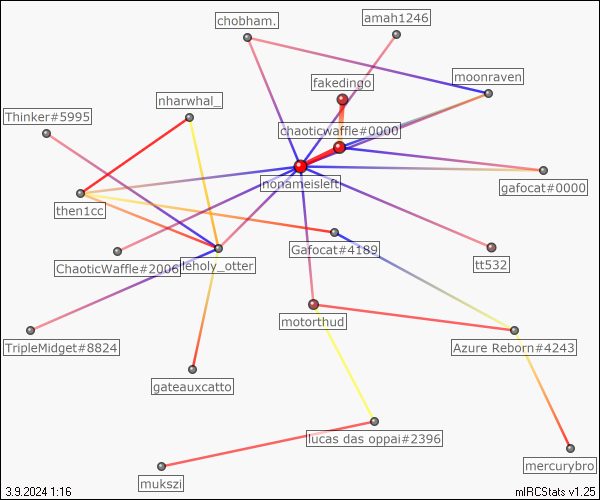 chobham.
amah1246
moonraven
fakedingo
nharwhal_
Thinker#5995
chaoticwaffle#0000
nonameisleft
gafocat#0000
then1cc
Gafocat#4189
ChaoticWaffle#2006
leholy_otter
tt532
motorthud
TripleMidget#8824
Azure Reborn#4243
gateauxcatto
lucas das oppai#2396
mercurybro
mukszi
3.9.2024 1:16
mIRCStats v1.25